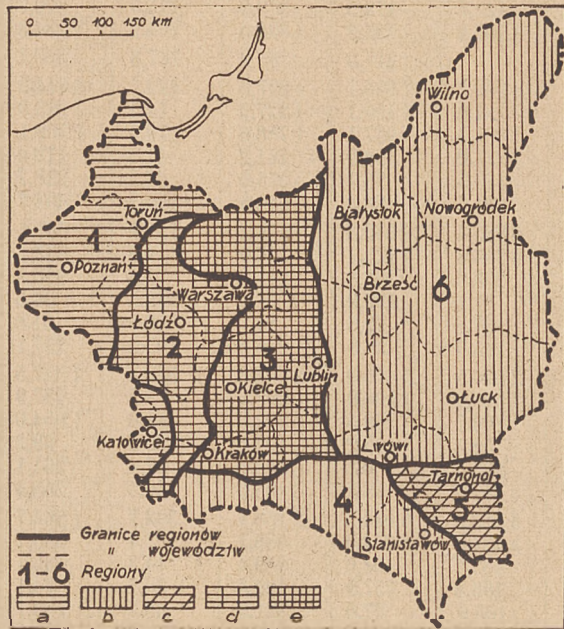 0 50 100 150 km
Wilno
Toruń
Białystok
Nowogródek
1
Poznań
Brześć
6
Warszawa
Łódź
2
3
Lublin
Kielce
Łuck
Katowice
Kraków
Lwów
Tarnopol
4
5
Stanisławów
Granice regionów
" województw
1-6 Regiony
a b c d e